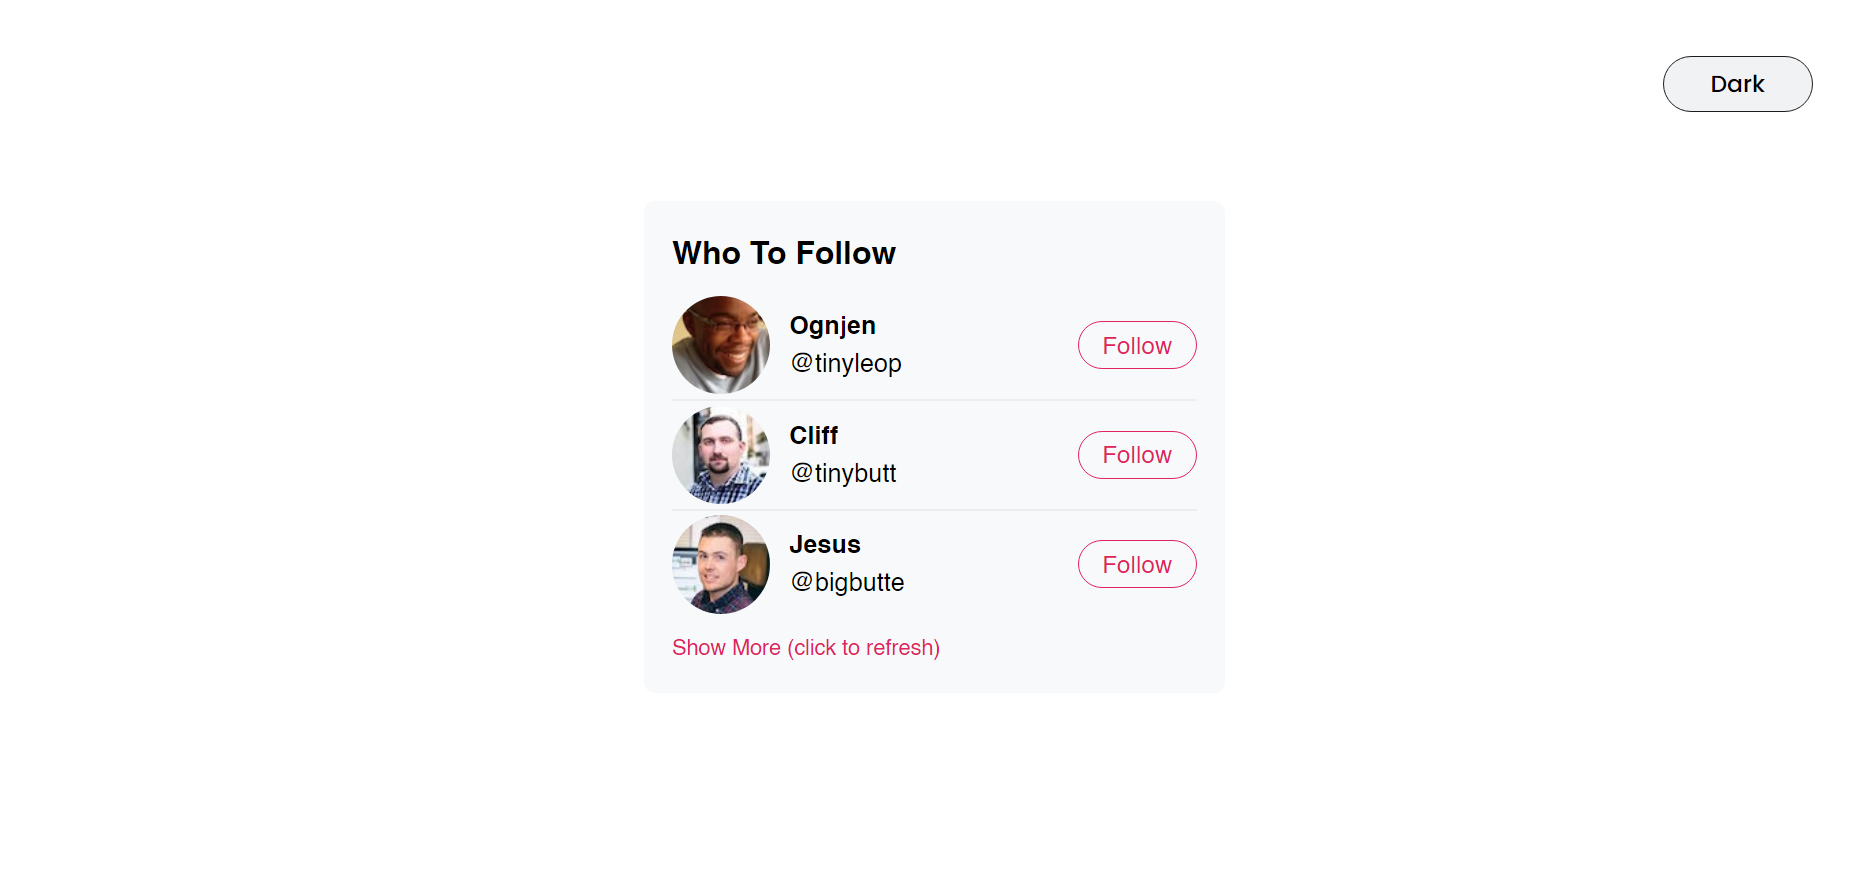 Dark
Who To Follow
Ognjen
@tinyleop
Follow
Cliff
@tinybutt
Follow
Jesus
@bigbutte
Follow
Show More (click to refresh)